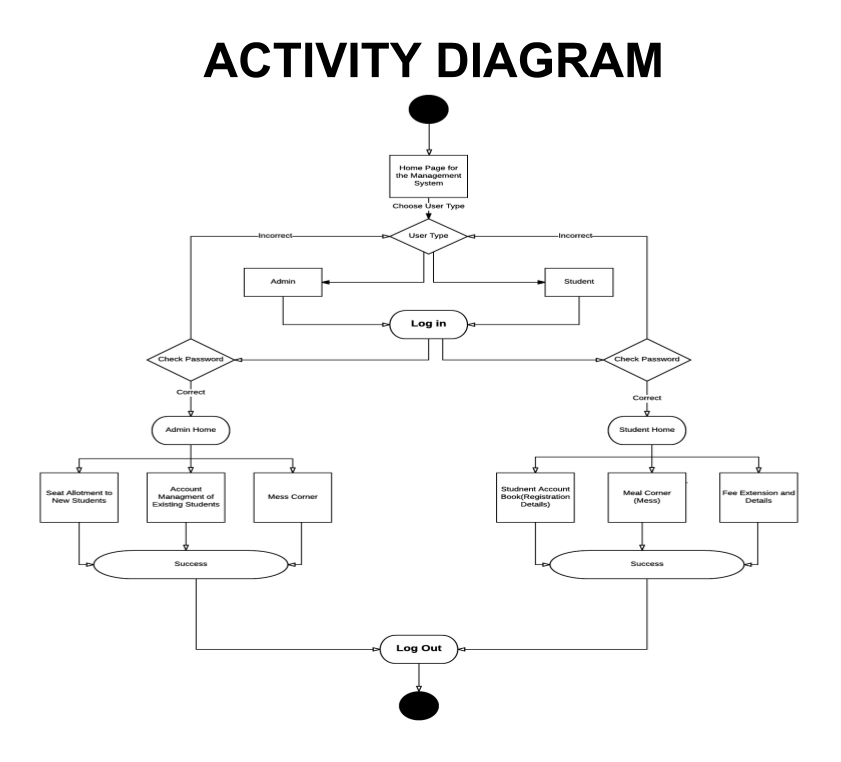 ACTIVITY DIAGRAM
Home Page for
the Management
System
Choose User Type
User Type
Incorrect
Incorrect
Admin
Student
Log in
Check Password
Check Password
Correct
Correct
Admin Home
Student Home
Seat Allotment to
New Students
Account
Managment of
Existing Students
Mess Corner
Studnent Account
Book(Registration
Details)
Meal Corner
(Mess)
Fee Extension and
Details
Success
Success
Log Out